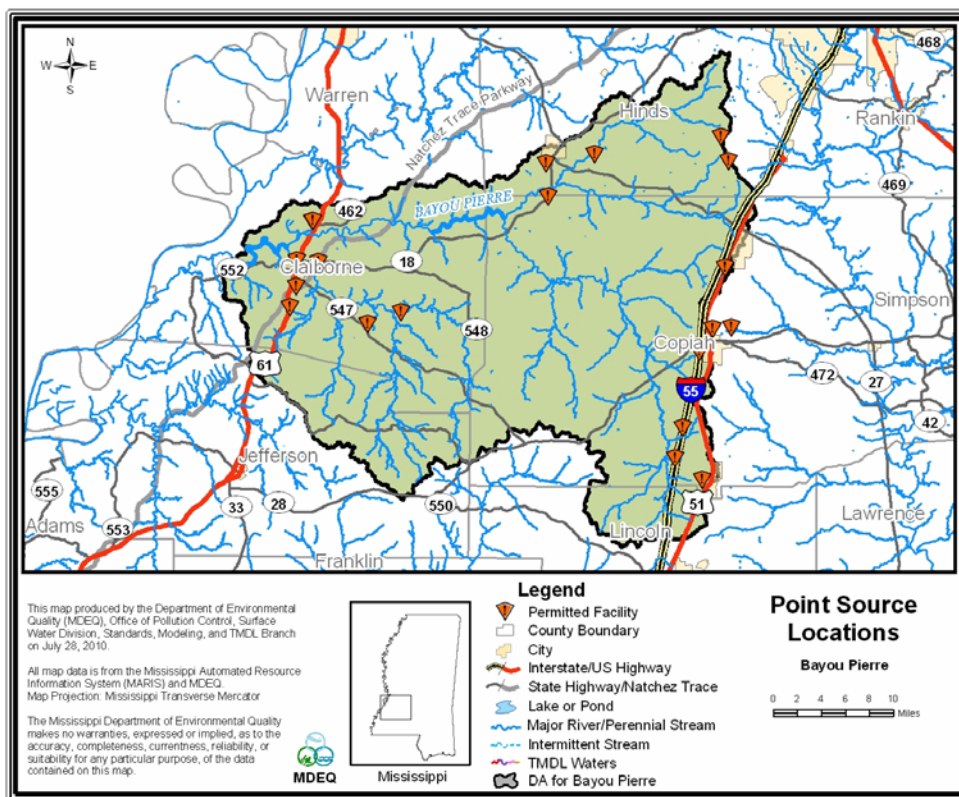 N
W E
S
468
Warren
Natchez Trace Parkway
Hinds
Rankin
469
462
BAYOU PIERRE
552
Claiborne
18
547
548
Simpson
Copiah
61
472
27
55
42
Jefferson
555
33
28
550
51
Adams
553
Lawrence
Lincoln
Franklin
This map produced by the Department of Environmental
Quality (MDEQ), Office of Pollution Control, Surface
Water Division, Standards, Modeling, and TMDL Branch
on July 28, 2010.
All map data is from the Mississippi Automated Resource
Information System (MARIS) and MDEQ.
Map Projection: Mississippi Transverse Mercator
The Mississippi Department of Environmental Quality
makes no warranties, expressed or implied, as to the
accuracy, completeness, currentness, reliability, or
suitability for any particular purpose, of the data
contained on this map.
MDEQ
Mississippi
Legend
Permitted Facility
County Boundary
City
Interstate/US Highway
State Highway/Natchez Trace
Lake or Pond
Major River/Perennial Stream
Intermittent Stream
TMDL Waters
DA for Bayou Pierre
Point Source
Locations
Bayou Pierre
0 2 4 6 8 10
Miles